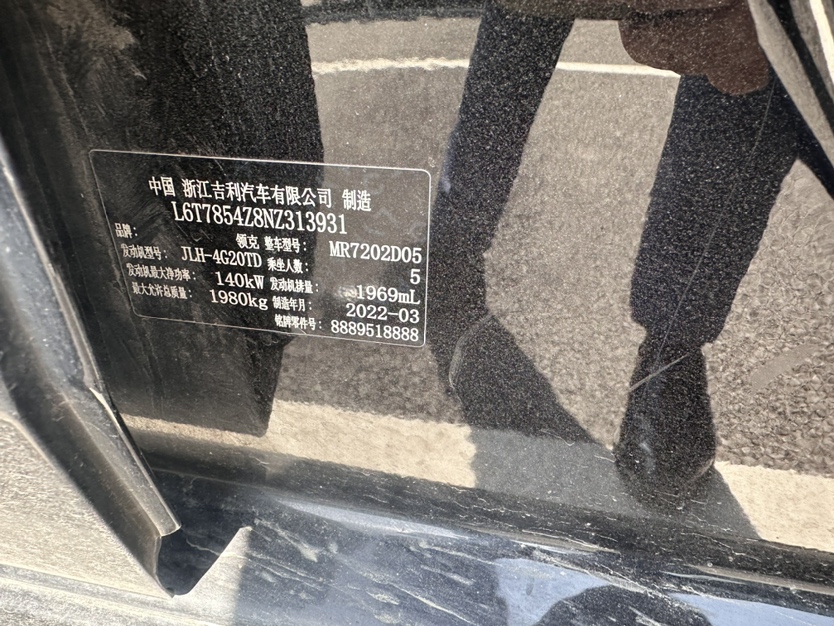 中国 浙江吉利汽车有限公司 制造
L6T7854Z8NZ313931
品牌: 领克 整车型号: MR7202D05
发动机型号: JLH-4G20TD 乘坐人数: 5
发动机最大净功率: 140kW 发动机排量: 1969mL
最大允许总质量: 1980kg 制造年月: 2022-03
铭牌零件号: 8889518888